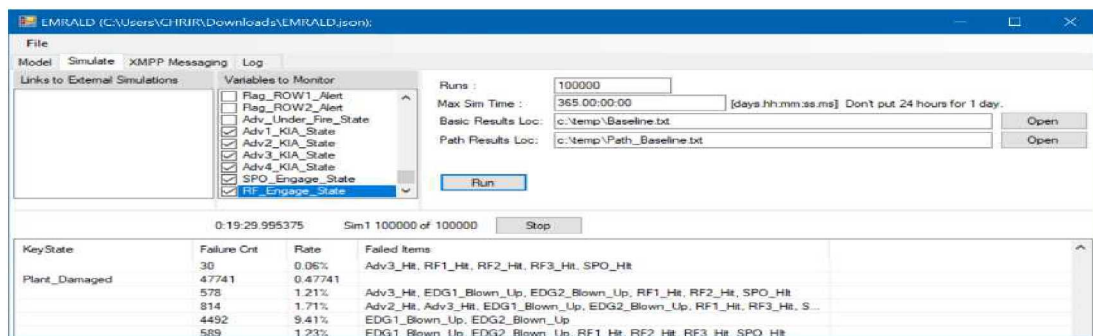 EMRALD (C:\Users\CHRJR\Downloads\EMRALD.json);
File
Model Simulate XMPP Messaging Log
Links to External Simulations Variables to Monitor
Flag_ROW1_Alert
Flag_ROW2_Alert
Adv_Under_Fire_State
Adv1_KIA_State
Adv2_KIA_State
Adv3_KIA_State
Adv4_KIA_State
SPO_Engage_State
RF_Engage_State
Runs : 100000
Max Sim Time : 365.00:00:00 [days.hh:mm:ss.ms] Don't put 24 hours for 1 day.
Basic Results Loc: c:\temp\Baseline.txt Open
Path Results Loc: c:\temp\Path_Baseline.txt Open
Run
0:19:29.995375 Sim1 100000 of 100000 Stop
KeyState Failure Cnt Rate Failed Items
30 0.06% Adv3_Hit, RF1_Hit, RF2_Hit, RF3_Hit, SPO_Hit
Plant_Damaged 47741 0.47741
578 1.21% Adv3_Hit, EDG1_Blown_Up, EDG2_Blown_Up, RF1_Hit, RF2_Hit, SPO_Hit
814 1.71% Adv2_Hit, Adv3_Hit, EDG1_Blown_Up, EDG2_Blown_Up, RF1_Hit, RF3_Hit, S...
4492 9.41% EDG1_Blown_Up, EDG2_Blown_Up
589 1.23% EDG1_Blown_Up, EDG2_Blown_Up, RF1_Hit, RF2_Hit, RF3_Hit, SPO_Hit